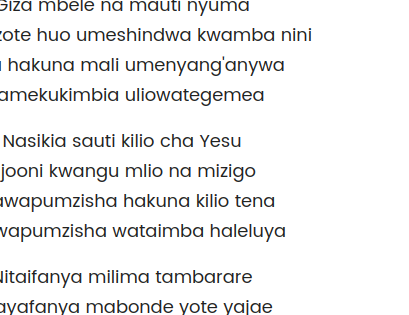 Giza mbele na mauti nyuma
zote huo umeshindwa kwamba nini
hakuna mali umenyang'anywa
amekukimbia uliowategemea
Nasikia sauti kilio cha Yesu
jooni kwangu mlio na mizigo
awapumzisha hakuna kilio tena
wapumzisha wataimba haleluya
Nitaifanya milima tambarare
ayafanya mabonde yote yajae